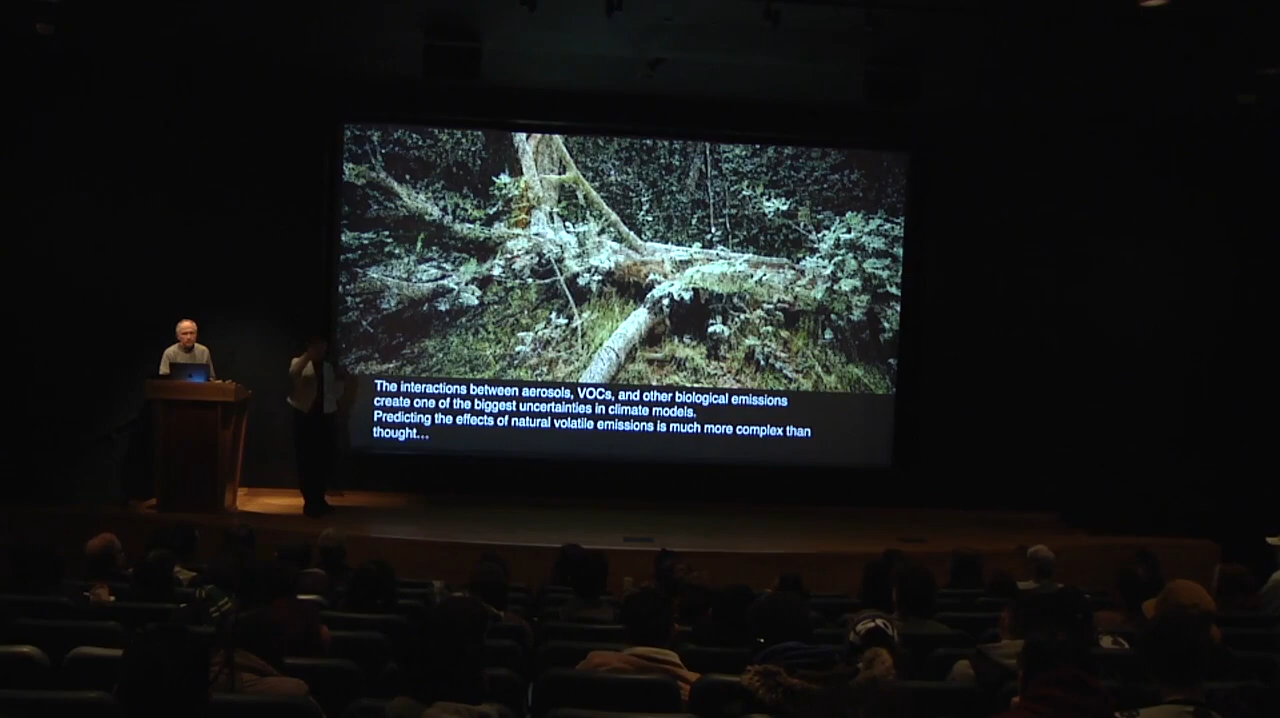 The interactions between aerosols, VOCs, and other biological emissions
create one of the biggest uncertainties in climate models.
Predicting the effects of natural volatile emissions is much more complex than
thought...